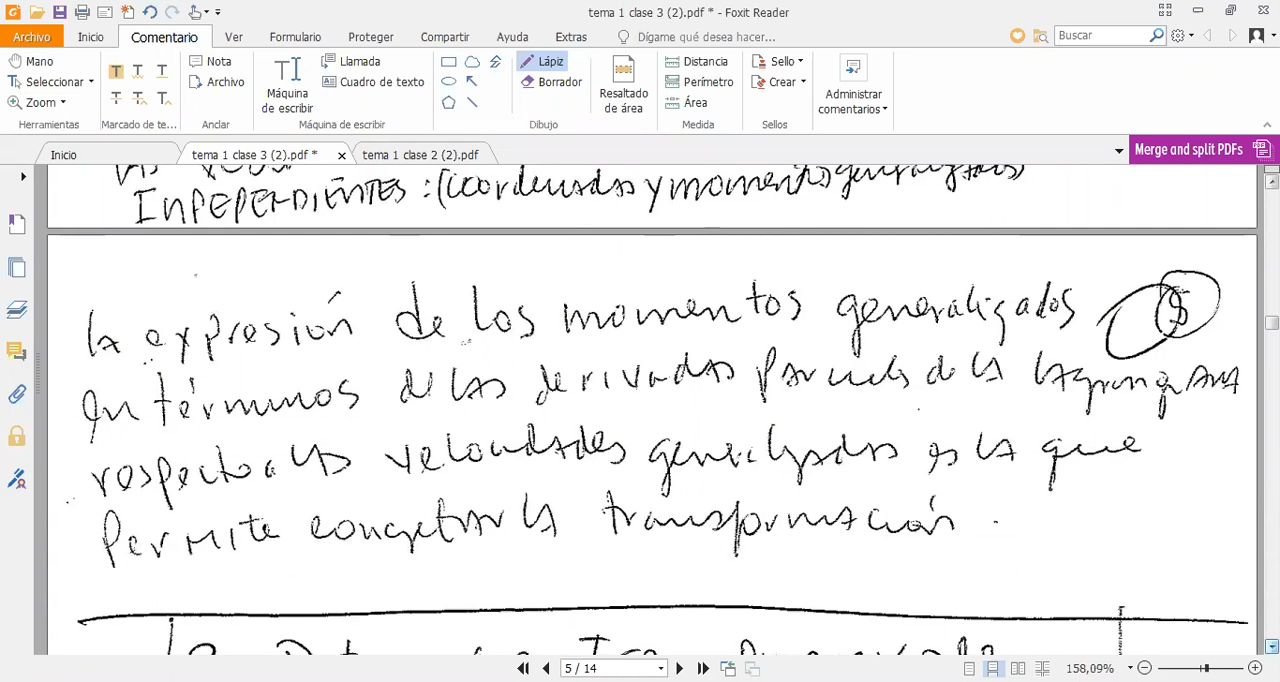 tema 1 clase 3 (2).pdf * - Foxit Reader
Archivo Inicio Comentario Ver Formulario Proteger Compartir Ayuda Extras Dígame qué desea hacer... Buscar
Mano Seleccionar Zoom
Herramientas
T T T T T T
Marcado de te...
Nota Archivo
Anclar
Máquina de escribir
Llamada Cuadro de texto
Máquina de escribir
Lápiz Borrador
Resaltado de área
Dibujo
Distancia Perímetro Área
Medida
Sello Crear
Sellos
Administrar comentarios
Inicio tema 1 clase 3 (2).pdf * tema 1 clase 2 (2).pdf Merge and split PDFs
INDEPENDIENTES : (coordenadas y momentos generalizados)
la expresión de los momentos generalizados 5
en términos de las derivadas parciales de la lagrangiana
respecto a las velocidades generalizadas es la que
permite concretar la transformación .
5 / 14 158,09%